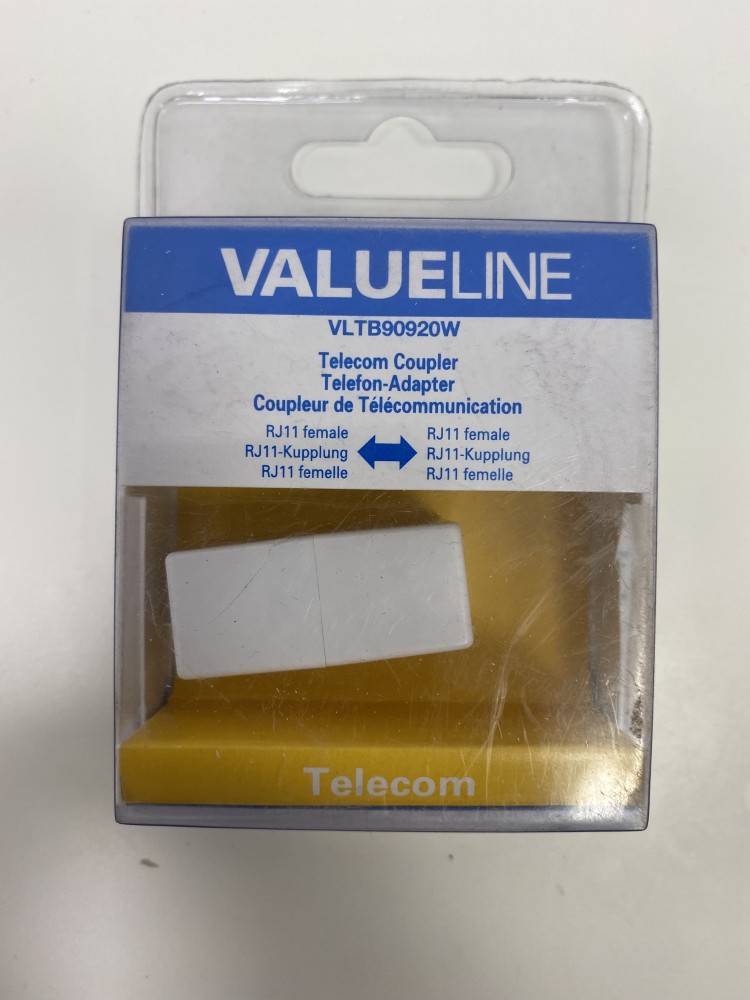 VALUELINE
VLTB90920W
Telecom Coupler
Telefon-Adapter
Coupleur de Télécommunication
RJ11 female RJ11 female
RJ11-Kupplung RJ11-Kupplung
RJ11 femelle RJ11 femelle
Telecom